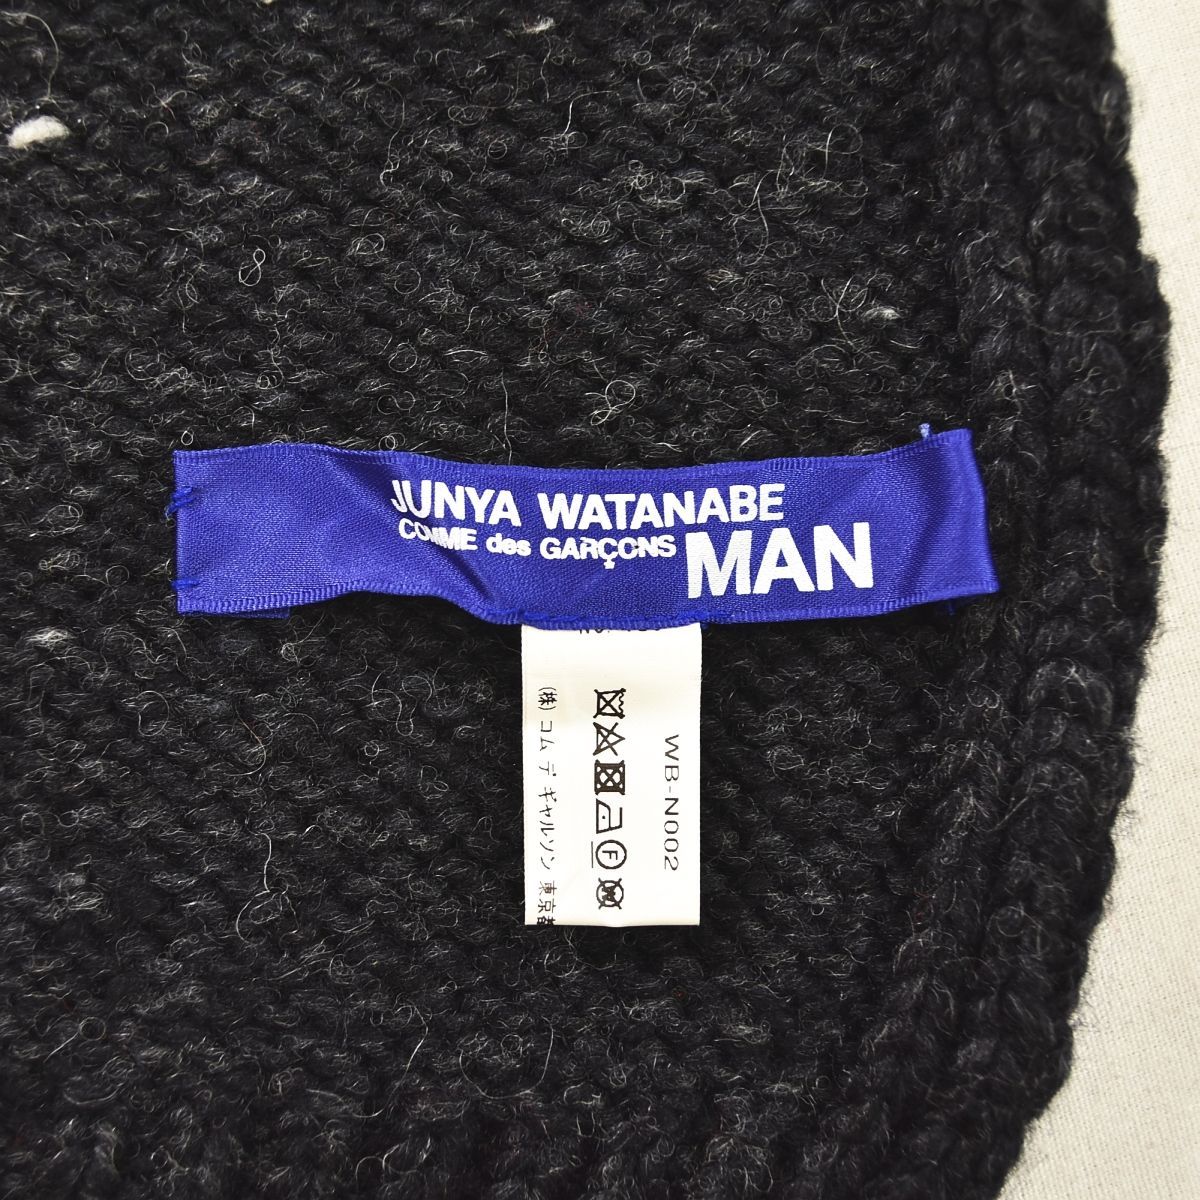 JUNYA WATANABE
COMME des GARÇONS
MAN
WB-N002
F
W
(株) コム デ ギャルソン 東京都